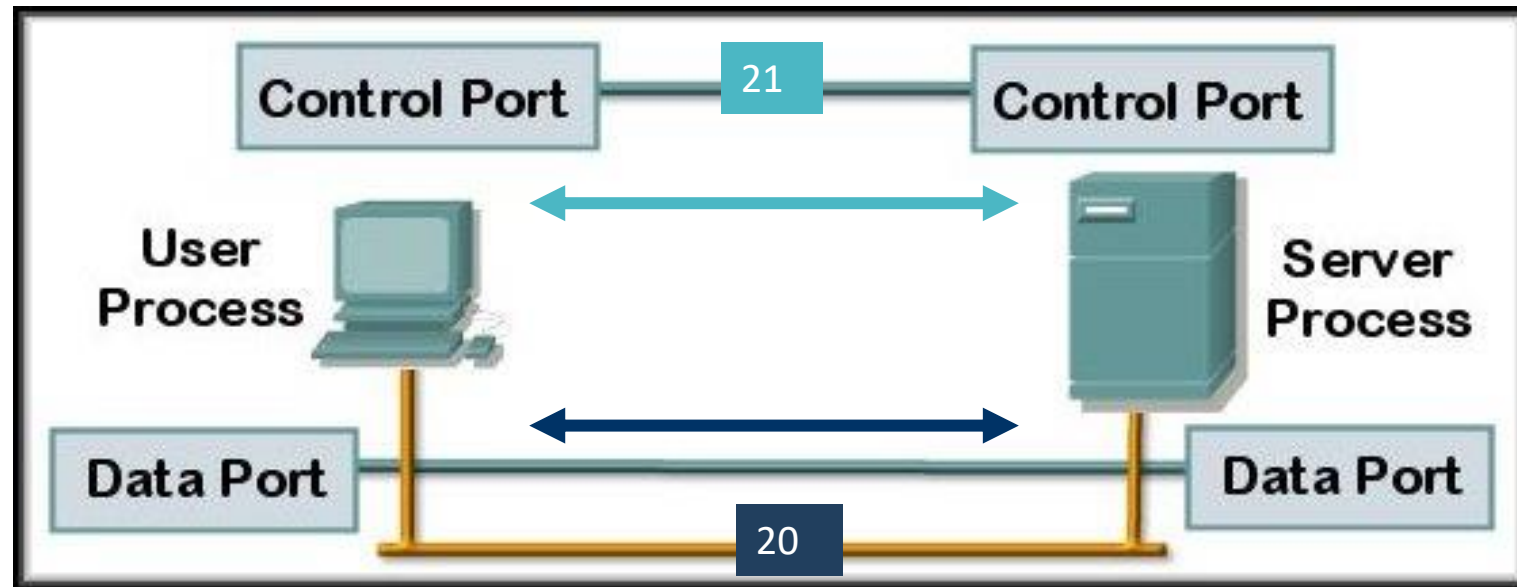 Control Port
21
Control Port
User
Process
Server
Process
Data Port
Data Port
20